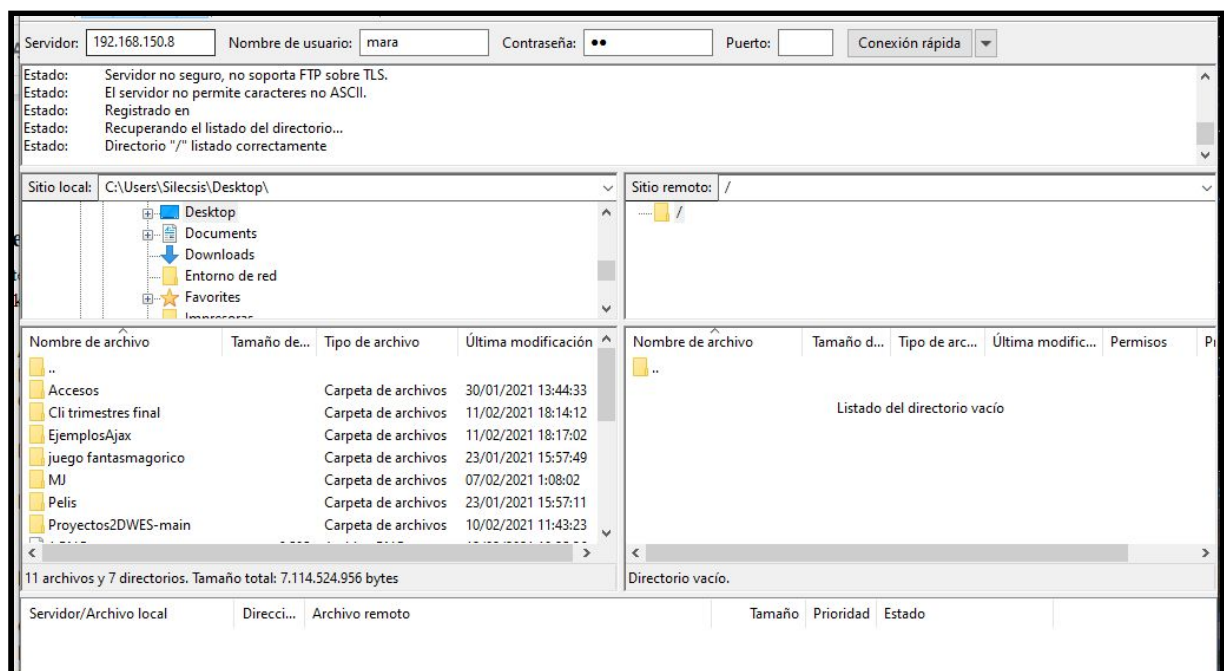 Servidor: 192.168.150.8 Nombre de usuario: mara Contraseña: ●● Puerto: Conexión rápida
Estado: Servidor no seguro, no soporta FTP sobre TLS.
Estado: El servidor no permite caracteres no ASCII.
Estado: Registrado en
Estado: Recuperando el listado del directorio...
Estado: Directorio "/" listado correctamente
Sitio local: C:\Users\Silecsis\Desktop\
Desktop
Documents
Downloads
Entorno de red
Favorites
Impresoras
Sitio remoto: /
/
Nombre de archivo Tamaño de... Tipo de archivo Última modificación
..
Accesos Carpeta de archivos 30/01/2021 13:44:33
Cli trimestres final Carpeta de archivos 11/02/2021 18:14:12
EjemplosAjax Carpeta de archivos 11/02/2021 18:17:02
juego fantasmagorico Carpeta de archivos 23/01/2021 15:57:49
MJ Carpeta de archivos 07/02/2021 1:08:02
Pelis Carpeta de archivos 23/01/2021 15:57:11
Proyectos2DWES-main Carpeta de archivos 10/02/2021 11:43:23
11 archivos y 7 directorios. Tamaño total: 7.114.524.956 bytes
Nombre de archivo Tamaño d... Tipo de arc... Última modific... Permisos
..
Listado del directorio vacío
Directorio vacío.
Servidor/Archivo local Direcci... Archivo remoto Tamaño Prioridad Estado